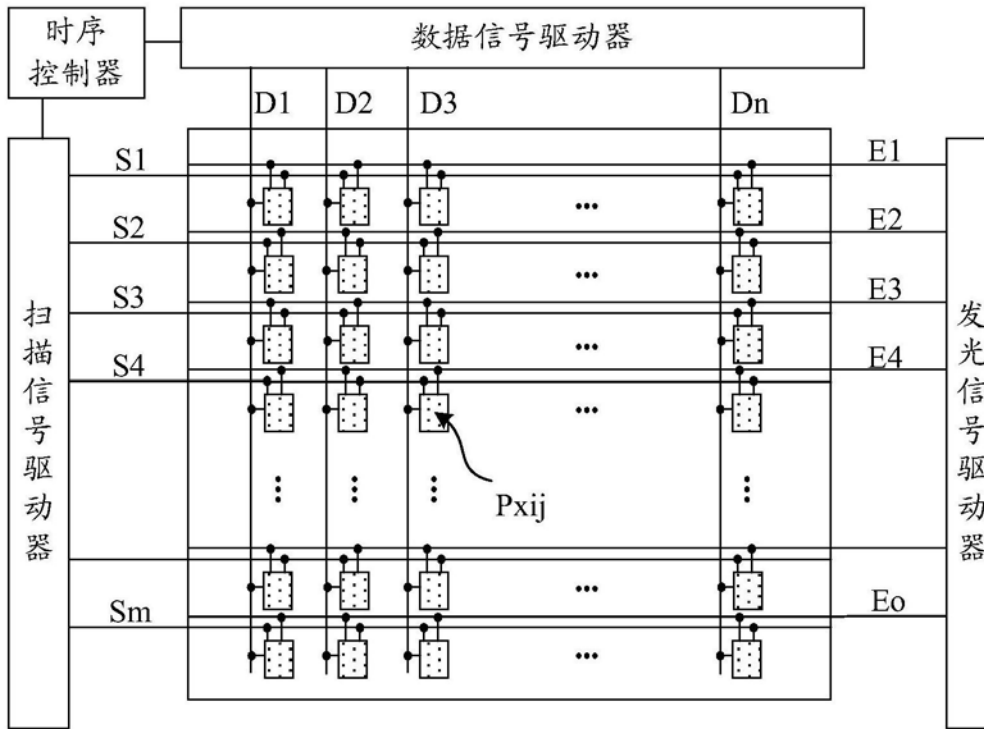 时序
控制器
数据信号驱动器
D1 D2 D3 Dn
S1 E1
S2 E2
S3 E3
S4 E4
扫描信号驱动器
发光信号驱动器
...
...
...
...
Pxij
...
Sm Eo
...